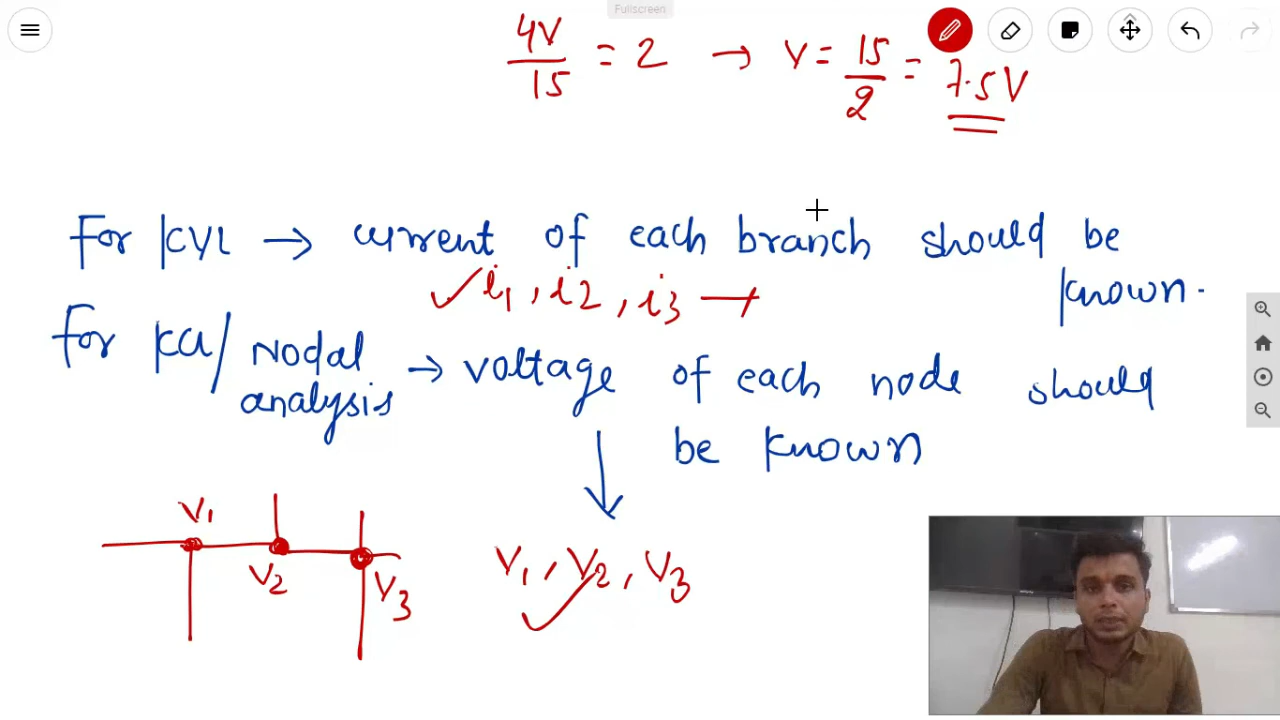 Fullscreen
4V/15 = 2 → V = 15/2 = 7.5V
For KVL → current of each branch should be known.
✓ i1, i2, i3 →
For KCL/Nodal analysis → voltage of each node should be known
V1
V2
V3
V1, V2, V3